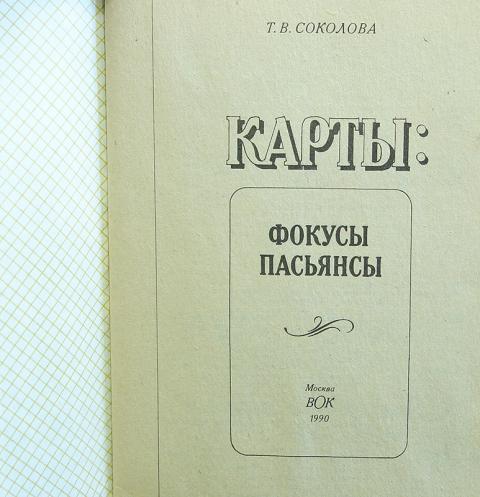 Т. В. СОКОЛОВА
КАРТЫ:
ФОКУСЫ
ПАСЬЯНСЫ
Москва
ВОК
1990